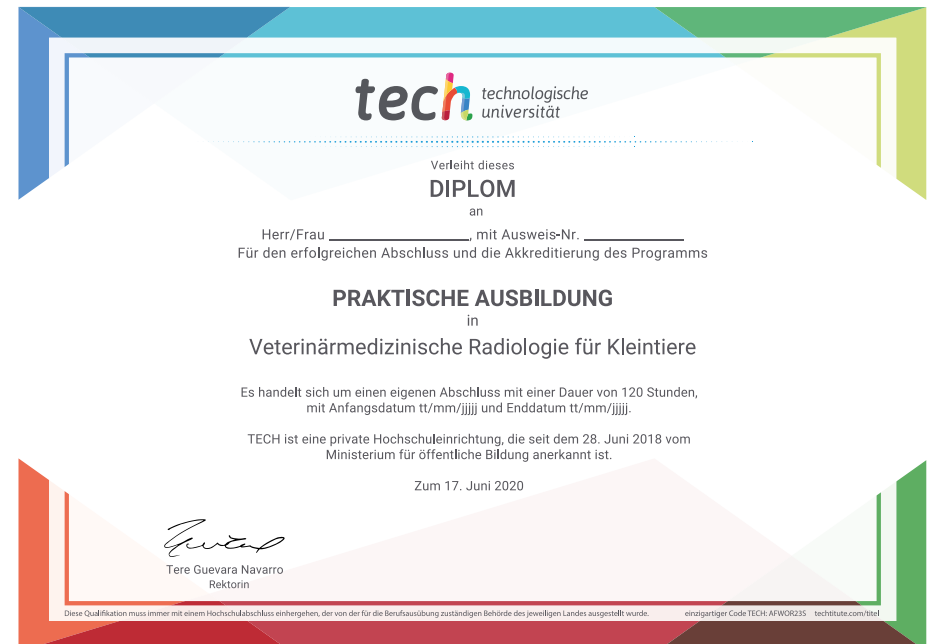 tech technologische
universität
Verleiht dieses
DIPLOM
an
Herr/Frau ____________________, mit Ausweis-Nr. ______________
Für den erfolgreichen Abschluss und die Akkreditierung des Programms
PRAKTISCHE AUSBILDUNG
in
Veterinärmedizinische Radiologie für Kleintiere
Es handelt sich um einen eigenen Abschluss mit einer Dauer von 120 Stunden,
mit Anfangsdatum tt/mm/jjjjj und Enddatum tt/mm/jjjjj.
TECH ist eine private Hochschuleinrichtung, die seit dem 28. Juni 2018 vom
Ministerium für öffentliche Bildung anerkannt ist.
Zum 17. Juni 2020
Tere Guevara Navarro
Rektorin
Diese Qualifikation muss immer mit einem Hochschulabschluss einhergehen, der von der für die Berufsausübung zuständigen Behörde des jeweiligen Landes ausgestellt wurde. einzigartiger Code TECH: AFWOR23S techtitute.com/titel